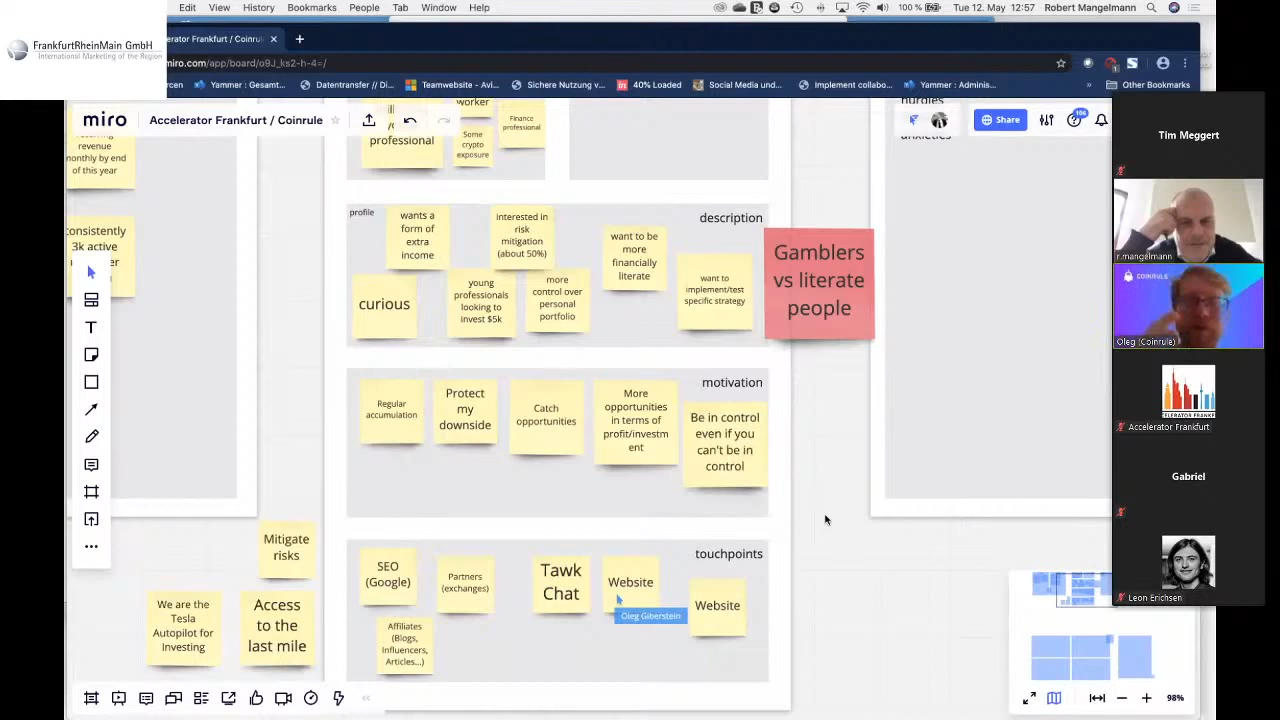 FrankfurtRheinMain GmbH
International Marketing of the Region
Edit View History Bookmarks People Tab Window Help
100 % Tue 12. May 12:57 Robert Mangelmann
erator Frankfurt / Coinrul
miro.com/app/board/o9J_ks2-h-4=/
cken Yammer : Gesamt... Datentransfer // Di... Teamwebsite - Avi... Sichere Nutzung v... 40% Loaded Social Media und... Implement collabo... Yammer : Adminis... Other Bookmarks
miro Accelerator Frankfurt / Coinrule
Share
revenue
monthly by end
of this year
consistently
3k active
professional
worker
Some
crypto
exposure
Finance
professional
hurdles
anxieties
profile
description
wants a
form of
extra
income
interested in
risk
mitigation
(about 50%)
want to be
more
financially
literate
curious
young
professionals
looking to
invest $5k
more
control over
personal
portfolio
want to
implement/test
specific strategy
Gamblers
vs literate
people
motivation
Regular
accumulation
Protect
my
downside
Catch
opportunities
More
opportunities
in terms of
profit/investm
ent
Be in control
even if you
can't be in
control
touchpoints
SEO
(Google)
Partners
(exchanges)
Tawk
Chat
Website
Oleg Giberstein
Website
Affiliates
(Blogs,
Influencers,
Articles...)
Mitigate
risks
We are the
Tesla
Autopilot for
Investing
Access
to the
last mile
98%
Tim Meggert
r.mangelmann
COINRULE
Oleg (Coinrule)
CELERATOR FRANKF
Accelerator Frankfurt
Gabriel
Leon Erichsen